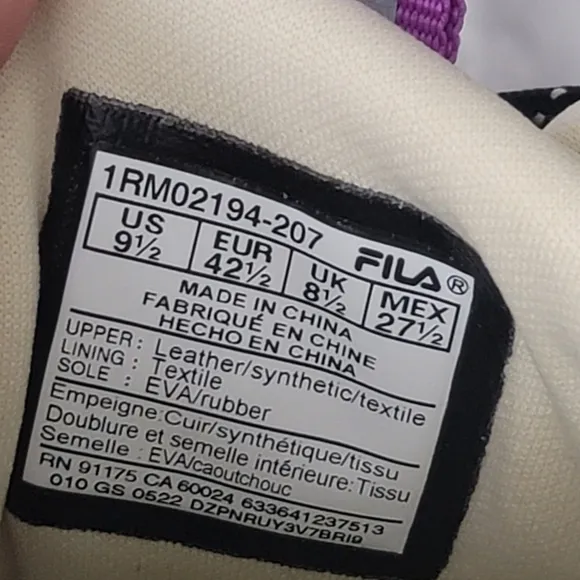 1RM02194-207
FILA®
US EUR UK MEX
9½ 42½ 8½ 27½
MADE IN CHINA
FABRIQUÉ EN CHINE
HECHO EN CHINA
UPPER : Leather/synthetic/textile
LINING : Textile
SOLE : EVA/rubber
Empeigne:Cuir/synthétique/tissu
Doublure et semelle intérieure:Tissu
Semelle : EVA/caoutchouc
RN 91175 CA 60024 633641237513
010 GS 0522 DZPNRUY3V7BRI9